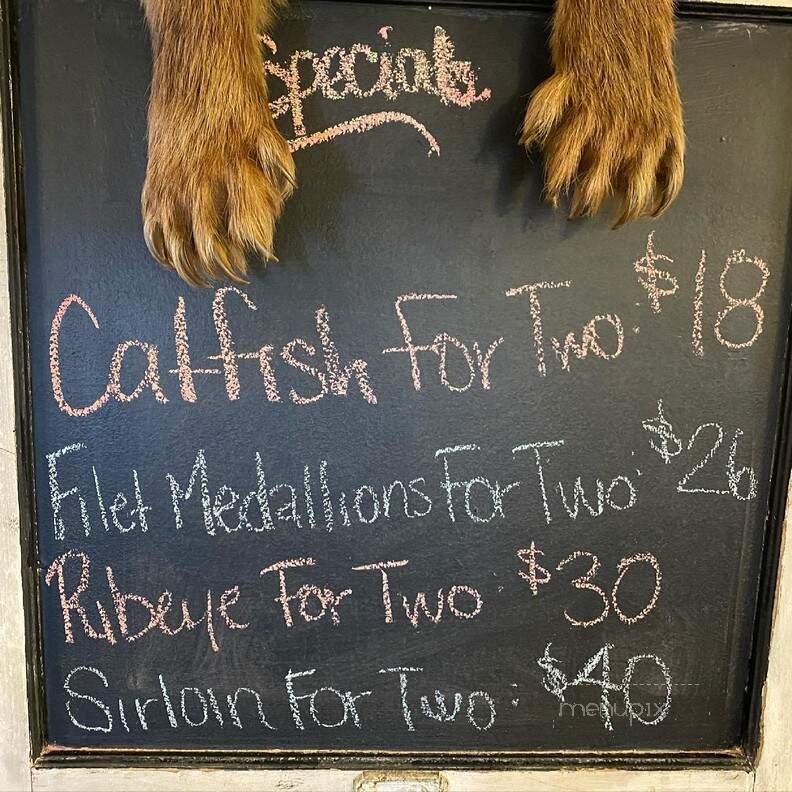 Specials
Catfish For Two: $18
Filet Medallions For Two: $26
Ribeye For Two $30
Sirloin For Two: $40
menupix